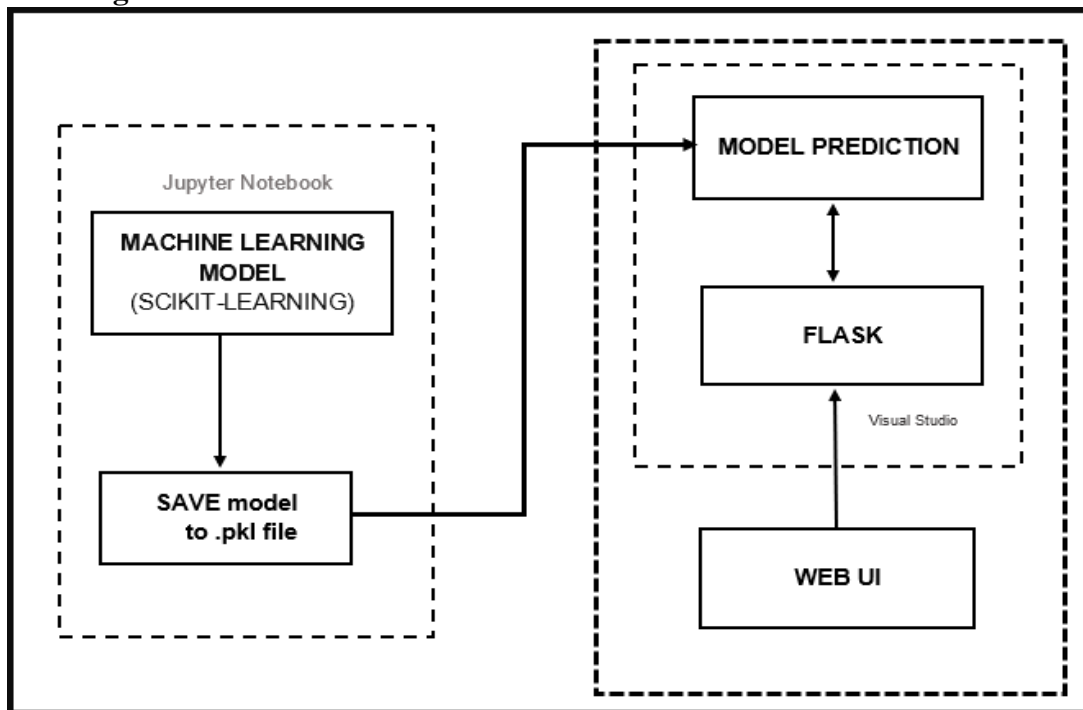 Jupyter Notebook
MACHINE LEARNING
MODEL
(SCIKIT-LEARNING)
SAVE model
to .pkl file
MODEL PREDICTION
FLASK
Visual Studio
WEB UI